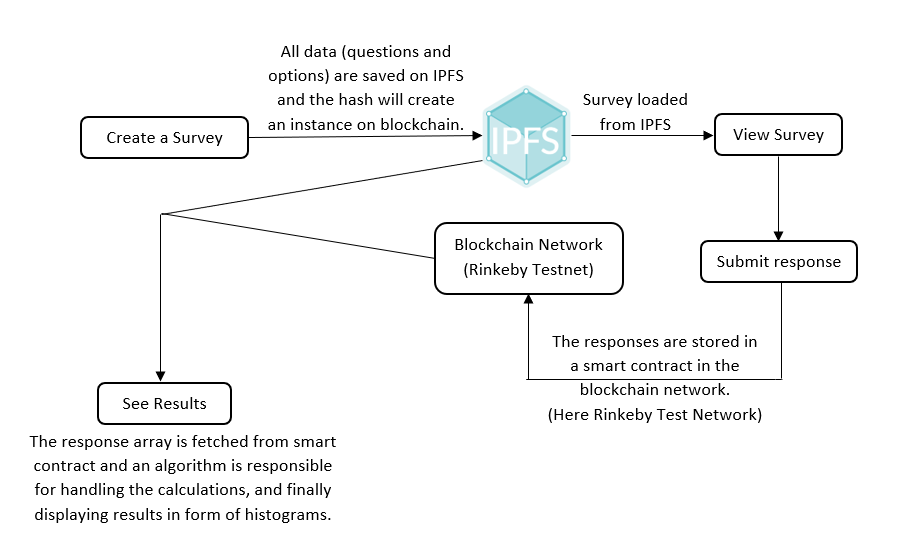 All data (questions and
options) are saved on IPFS
and the hash will create
an instance on blockchain.
Create a Survey
IPFS
Survey loaded
from IPFS
View Survey
Blockchain Network
(Rinkeby Testnet)
Submit response
The responses are stored in
a smart contract in the
blockchain network.
(Here Rinkeby Test Network)
See Results
The response array is fetched from smart
contract and an algorithm is responsible
for handling the calculations, and finally
displaying results in form of histograms.